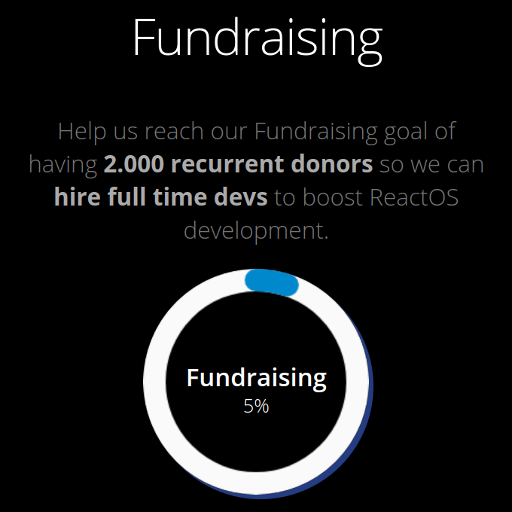 Fundraising
Help us reach our Fundraising goal of
having 2.000 recurrent donors so we can
hire full time devs to boost ReactOS
development.
Fundraising
5%